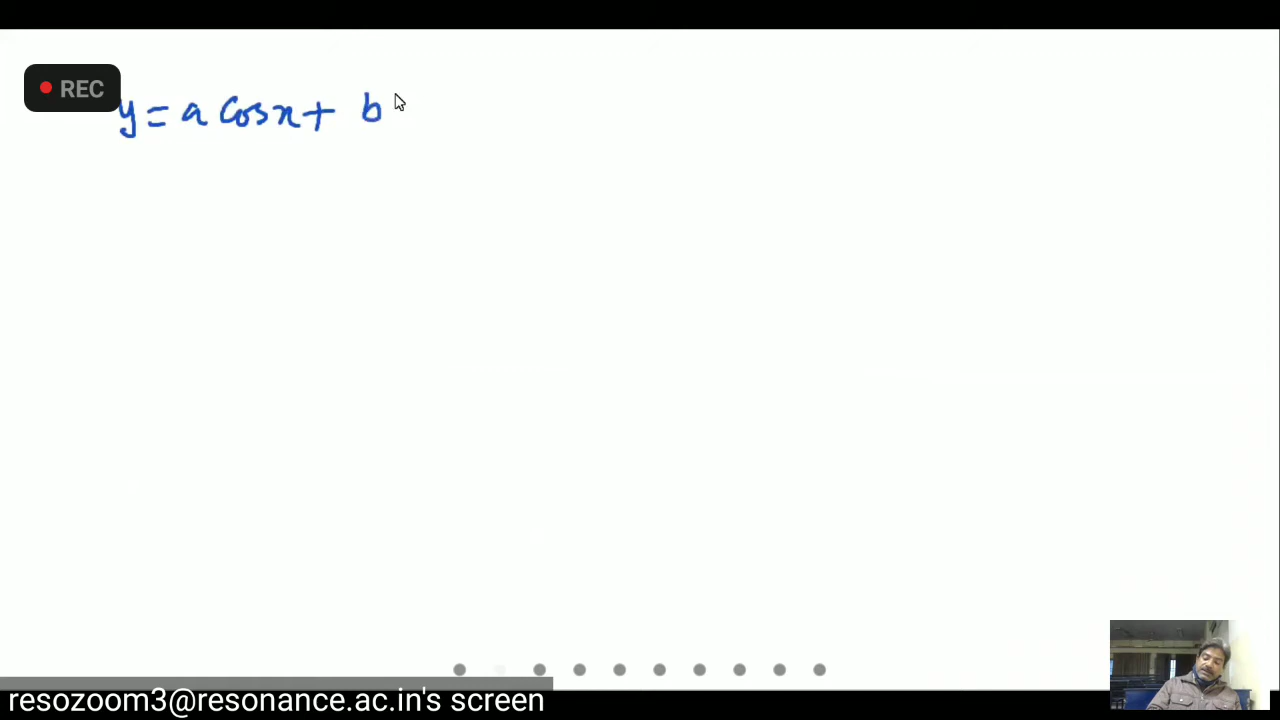 REC
y = a cosx + b
resozoom3@resonance.ac.in's screen